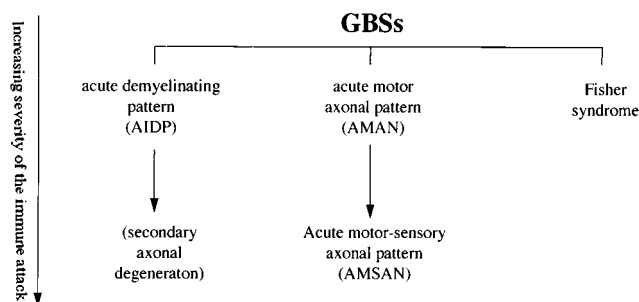 GBSs
Increasing severity of the immune attack
acute demyelinating
pattern
(AIDP)
acute motor
axonal pattern
(AMAN)
Fisher
syndrome
(secondary
axonal
degeneraton)
Acute motor-sensory
axonal pattern
(AMSAN)